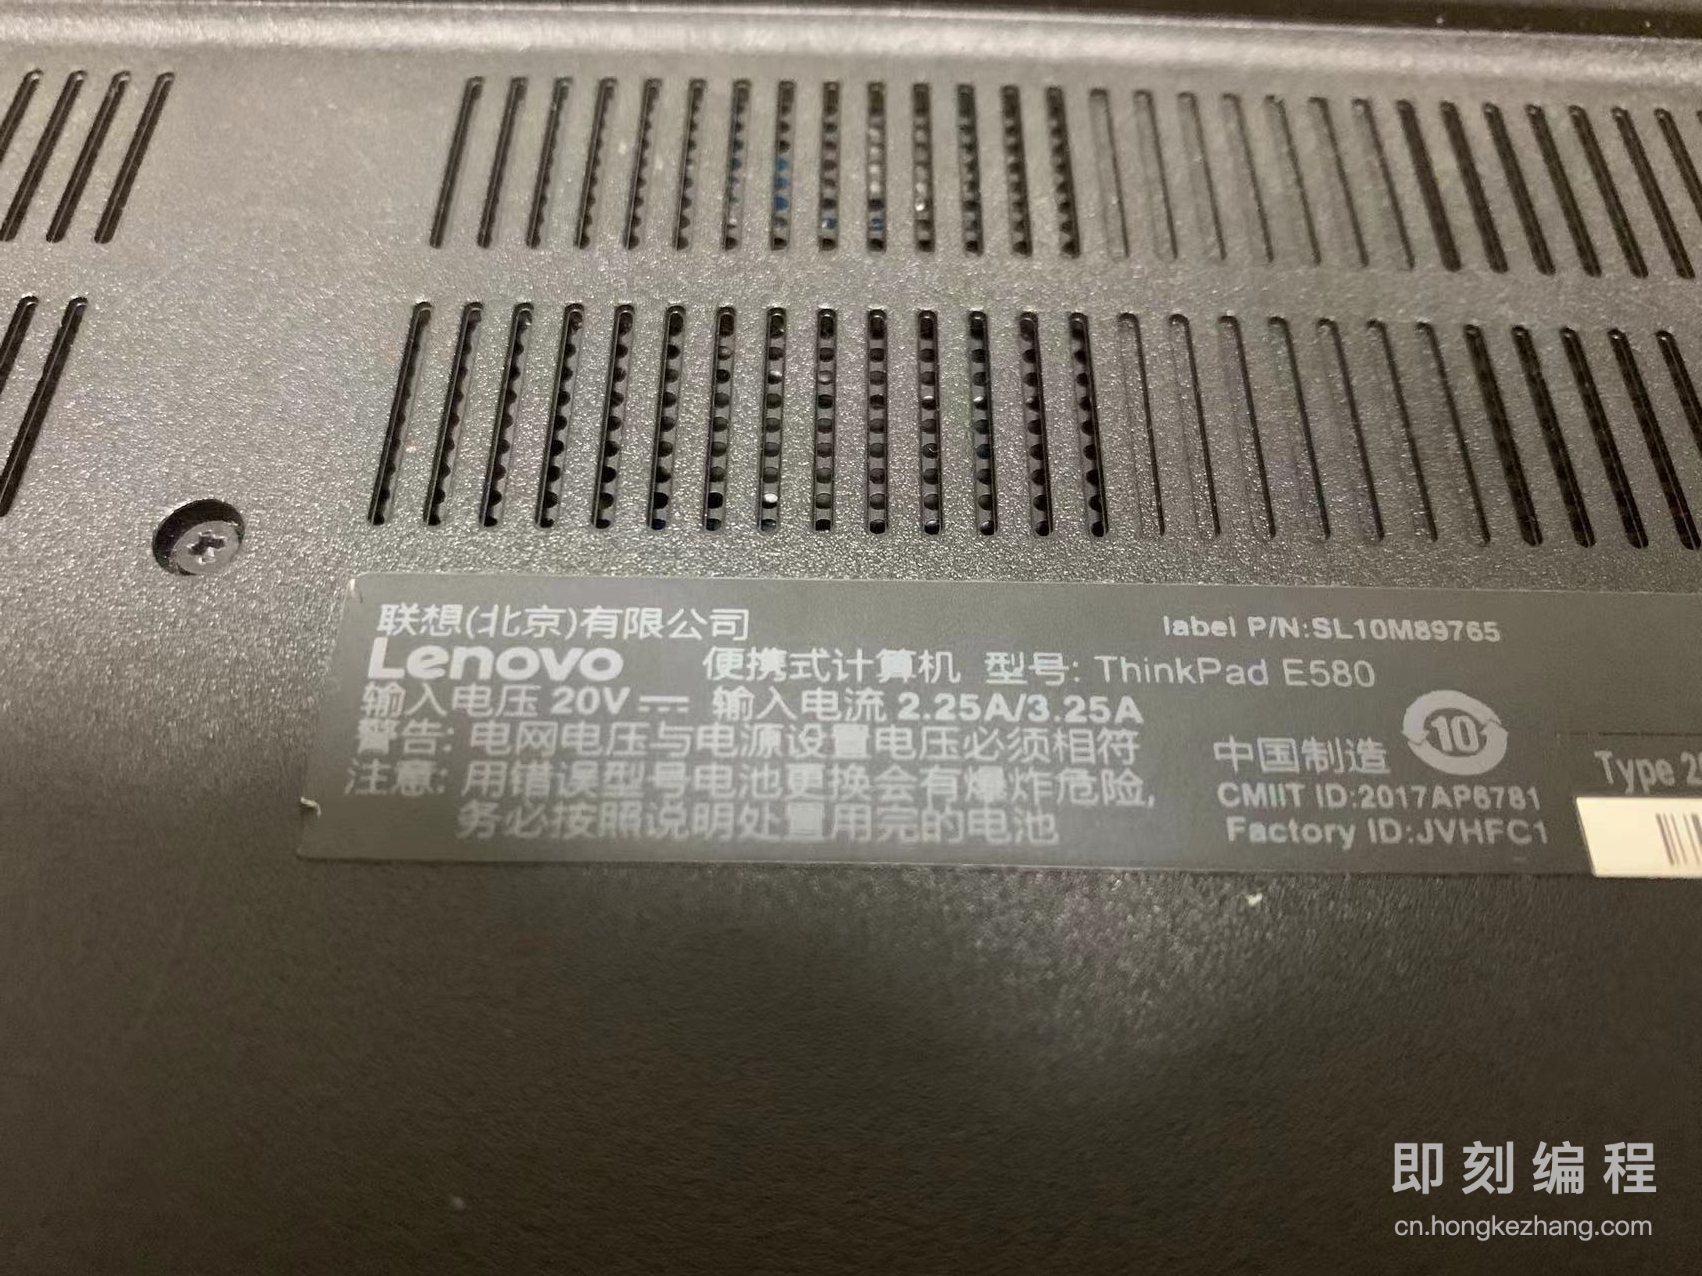 联想(北京)有限公司
label P/N:SL10M89765
Lenovo 便携式计算机 型号: ThinkPad E580
输入电压 20V 输入电流 2.25A/3.25A
警告: 电网电压与电源设置电压必须相符
注意: 用错误型号电池更换会有爆炸危险,
务必按照说明处置用完的电池
10
中国制造
CMIIT ID:2017AP6781
Factory ID:JVHFC1
Type
即刻编程
cn.hongkezhang.com